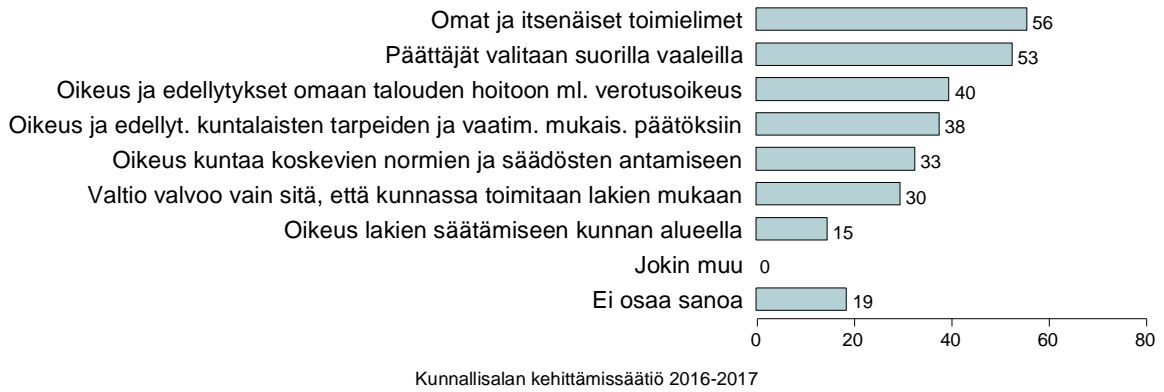 Omat ja itsenäiset toimielimet 56
Päättäjät valitaan suorilla vaaleilla 53
Oikeus ja edellytykset omaan talouden hoitoon ml. verotusoikeus 40
Oikeus ja edellyt. kuntalaisten tarpeiden ja vaatim. mukais. päätöksiin 38
Oikeus kuntaa koskevien normien ja säädösten antamiseen 33
Valtio valvoo vain sitä, että kunnassa toimitaan lakien mukaan 30
Oikeus lakien säätämiseen kunnan alueella 15
Jokin muu 0
Ei osaa sanoa 19
0 20 40 60 80
Kunnallisalan kehittämissäätiö 2016-2017